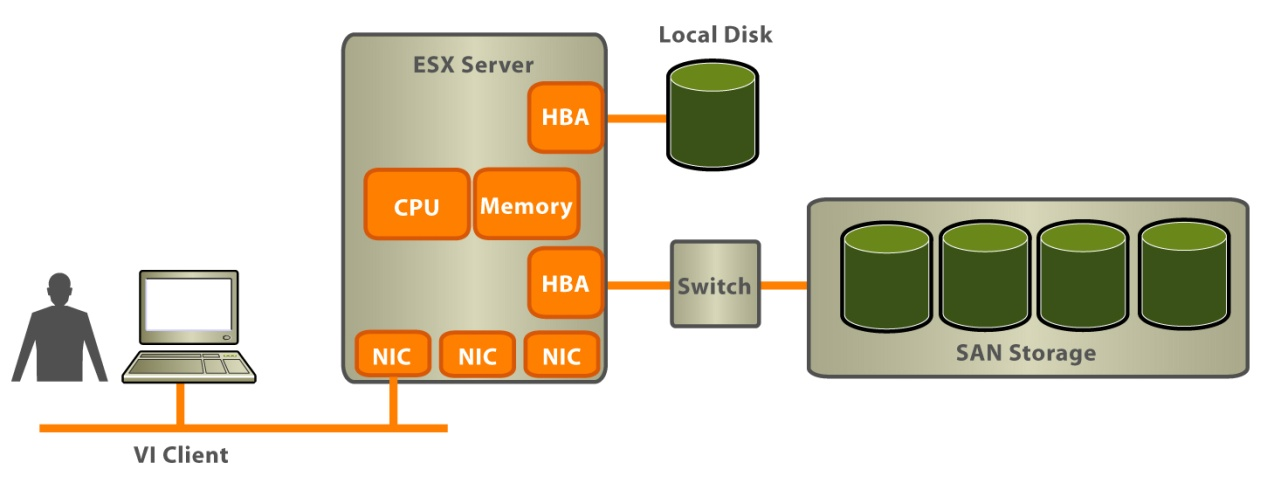 Local Disk
ESX Server
HBA
CPU
Memory
HBA
Switch
NIC
NIC
NIC
SAN Storage
VI Client